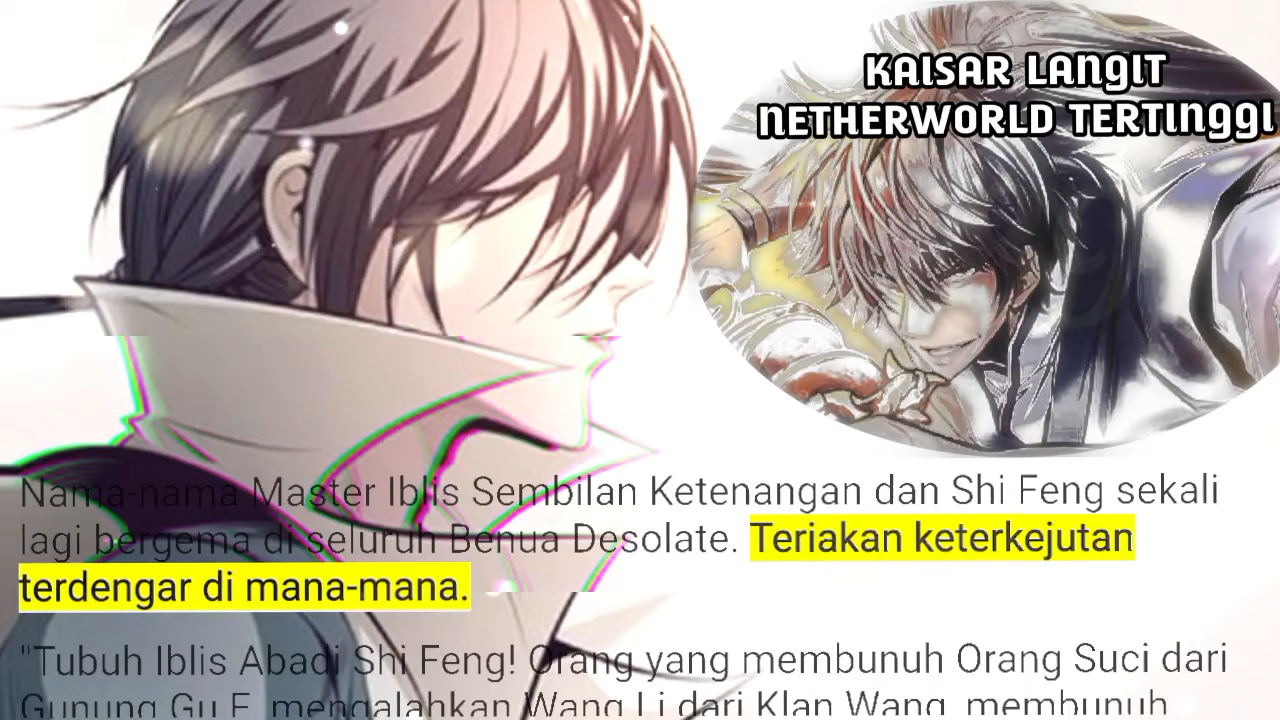 KAISAR LANGIT
NETHERWORLD TERTINGGI
Nama-nama Master Iblis Sembilan Ketenangan dan Shi Feng sekali
lagi bergema di seluruh Benua Desolate. Teriakan keterkejutan
terdengar di mana-mana.
"Tubuh Iblis Abadi Shi Feng! Orang yang membunuh Orang Suci dari
Gunung Gu F, mengalahkan Wang Li dari Klan Wang, membunuh